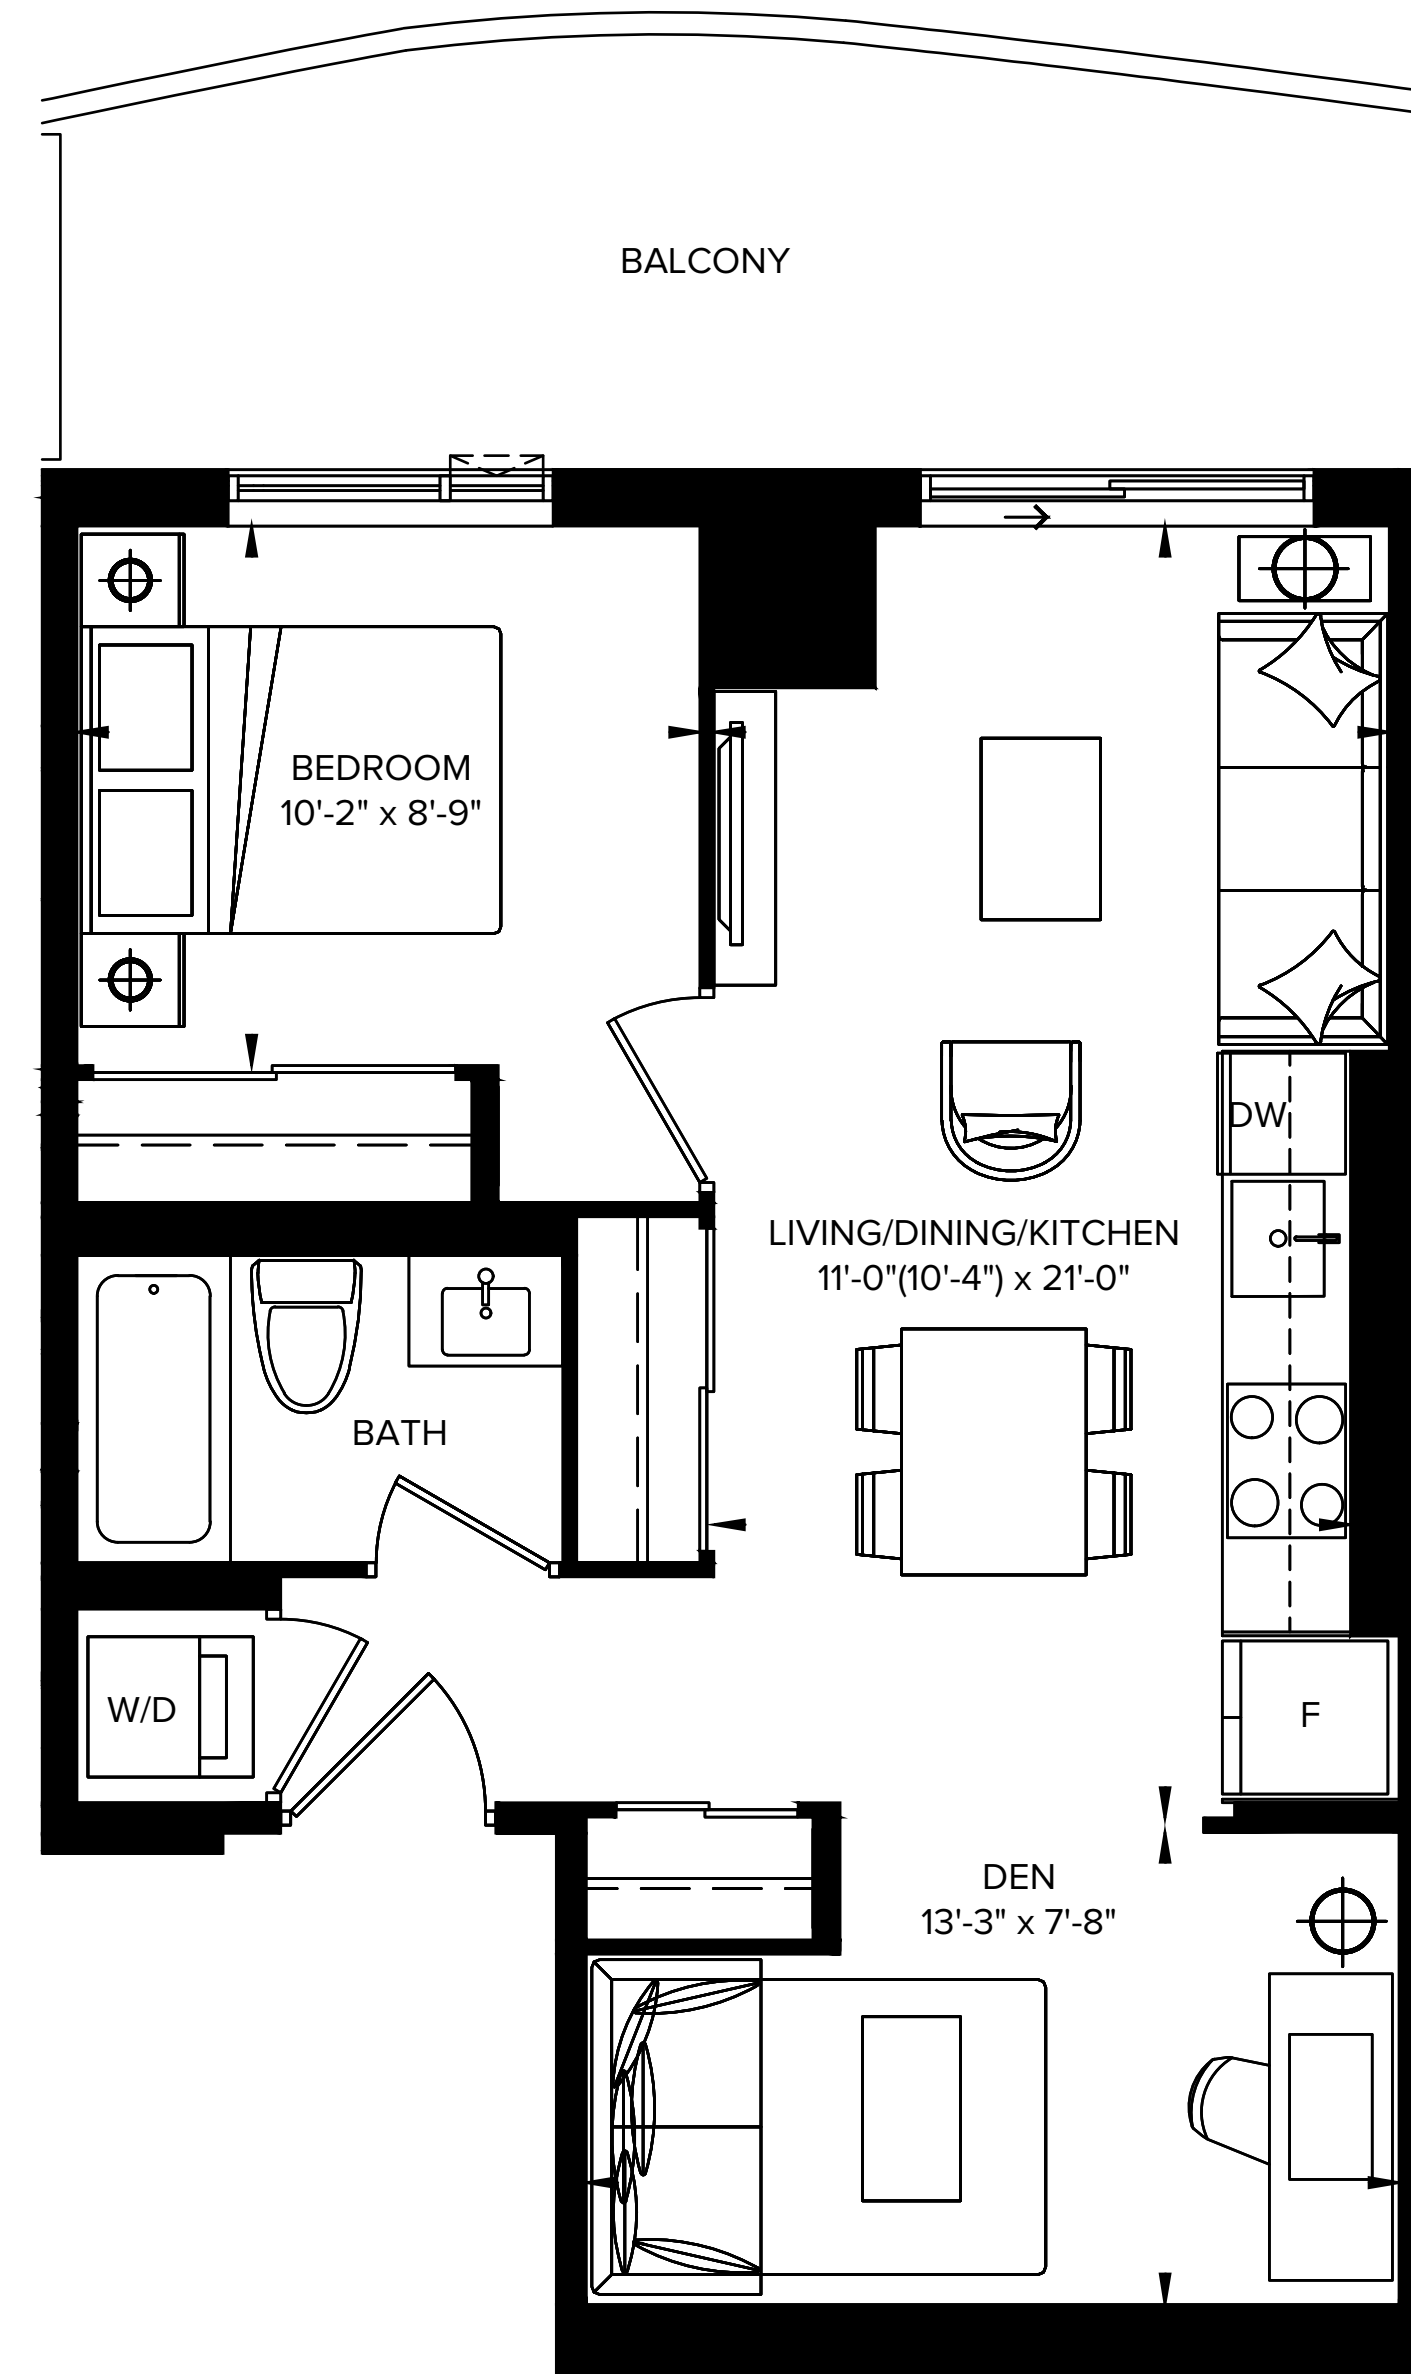 BALCONY
BEDROOM
10'-2" x 8'-9"
DW
LIVING/DINING/KITCHEN
11'-0"(10'-4") x 21'-0"
BATH
W/D
F
DEN
13'-3" x 7'-8"